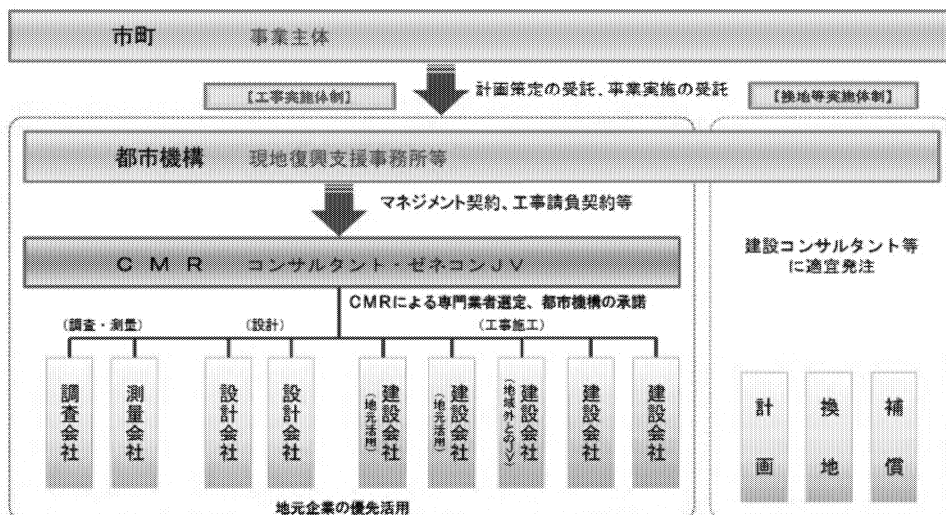 市町 事業主体
【工事実施体制】
計画策定の受託、事業実施の受託
【換地等実施体制】
都市機構 現地復興支援事務所等
マネジメント契約、工事請負契約等
CMR コンサルタント・ゼネコンJV
建設コンサルタント等
に適宜発注
CMRによる専門業者選定、都市機構の承諾
(調査・測量)
(設計)
(工事施工)
調査会社
測量会社
設計会社
設計会社
建設会社
(地元活用)
建設会社
(地元活用)
建設会社
(地域外とのJV)
建設会社
建設会社
計画
換地
補償
地元企業の優先活用